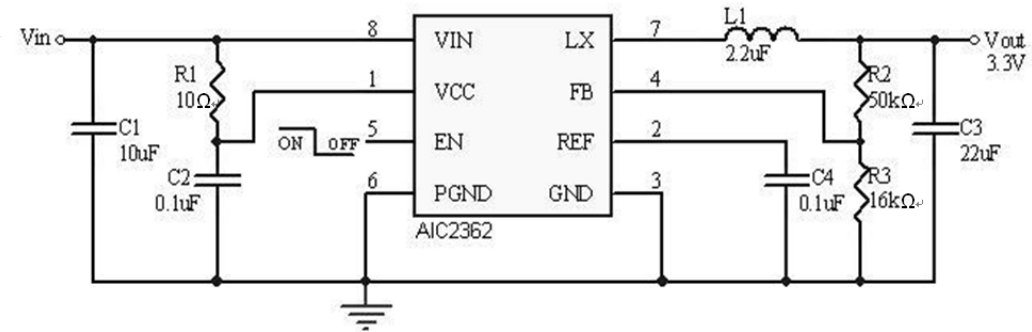 Vin
8
VIN
LX
7
L1
2.2uF
Vout
3.3V
R1
10Ω
1
VCC
FB
4
R2
50kΩ
C1
10uF
ON OFF
5
EN
REF
2
C3
22uF
C2
0.1uF
6
PGND
GND
3
C4
0.1uF
R3
16kΩ
AIC2362